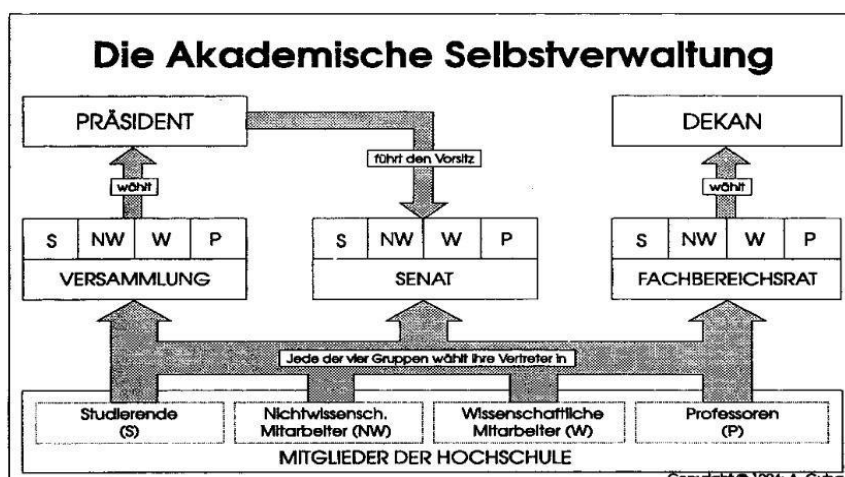 Die Akademische Selbstverwaltung
PRÄSIDENT
DEKAN
führt den Vorsitz
wählt
wählt
S NW W P
S NW W P
S NW W P
VERSAMMLUNG
SENAT
FACHBEREICHSRAT
Jede der vier Gruppen wählt ihre Vertreter in
Studierende
(S)
Nichtwissensch.
Mitarbeiter (NW)
Wissenschaftliche
Mitarbeiter (W)
Professoren
(P)
MITGLIEDER DER HOCHSCHULE